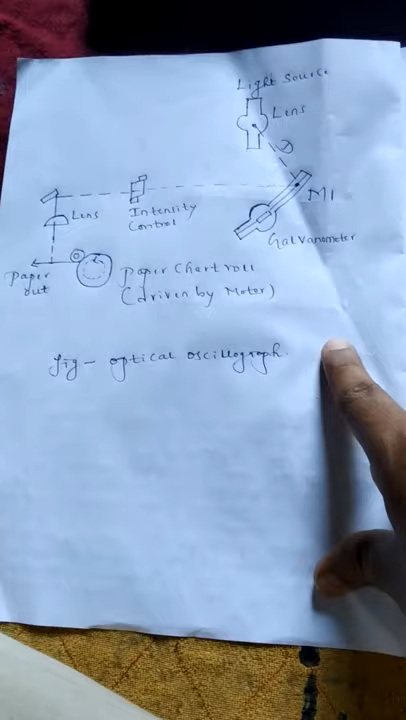 Light Source
Lens
M1
Galvanometer
Intensity
Control
Lens
Paper
out
Paper Chart roll
(driven by Motor)
fig - optical oscillograph.